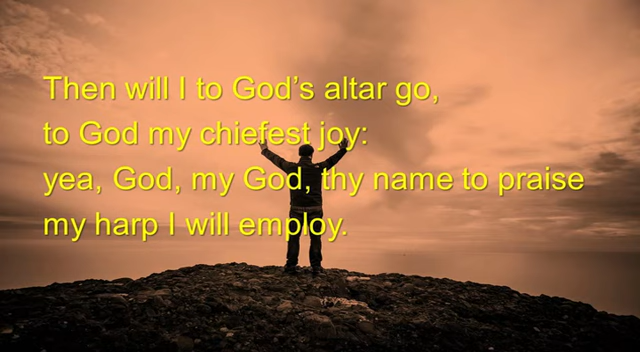 Then will I to God’s altar go,
to God my chiefest joy:
yea, God, my God, thy name to praise
my harp I will employ.